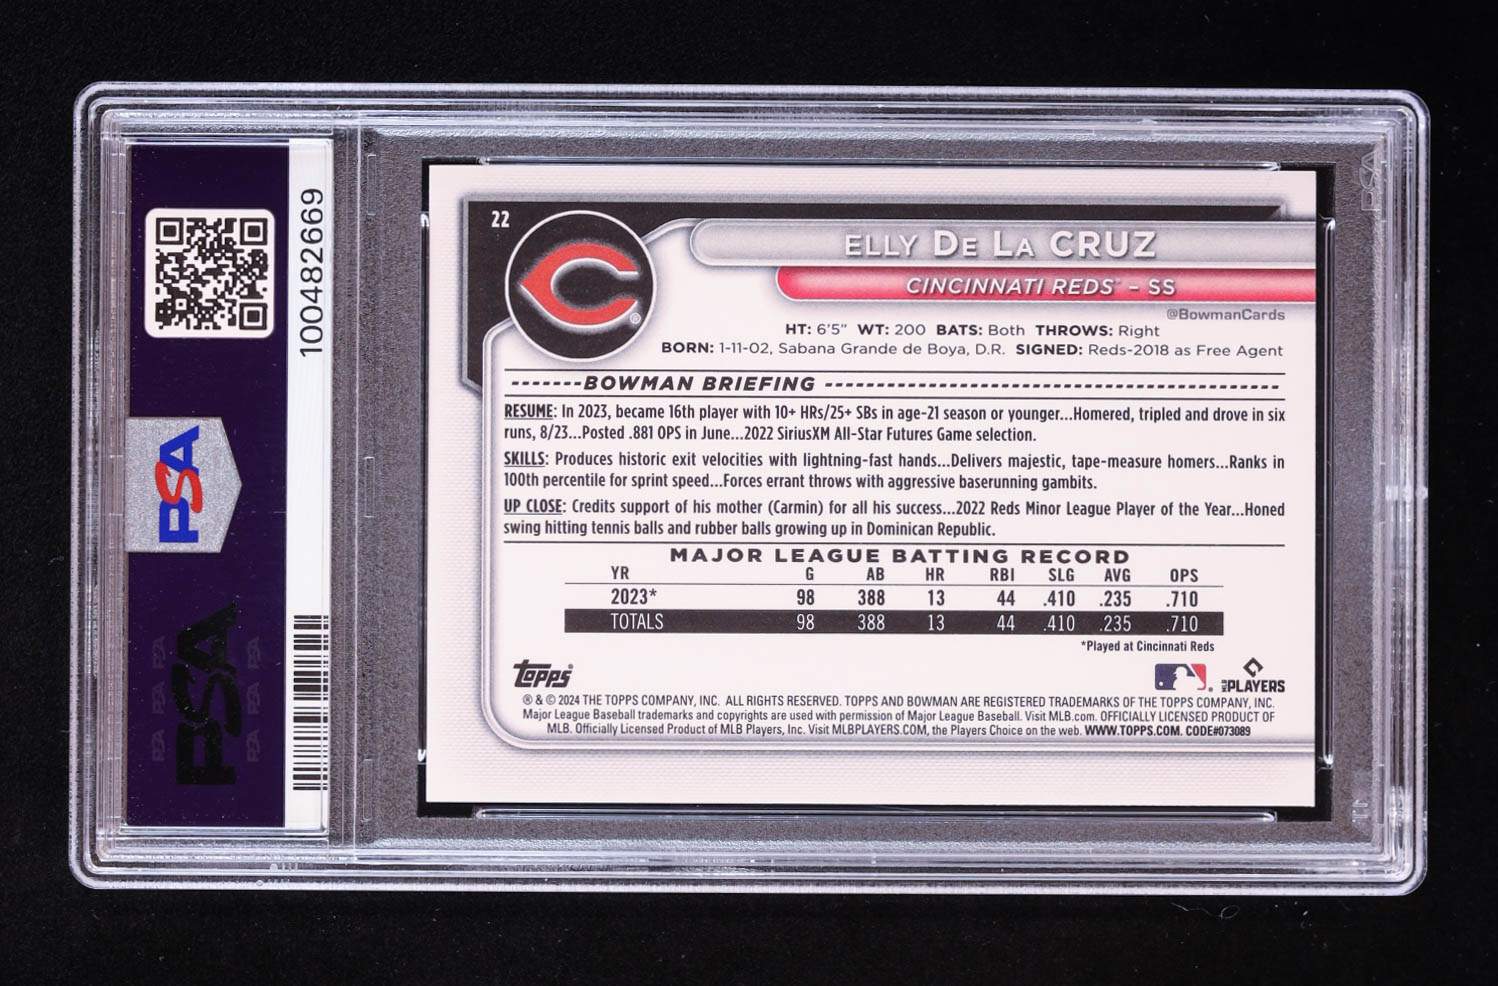 100482669
PSA
PSA
22
ELLY DE LA CRUZ
CINCINNATI REDS™ – SS
@BowmanCards
HT: 6'5" WT: 200 BATS: Both THROWS: Right
BORN: 1-11-02, Sabana Grande de Boya, D.R. SIGNED: Reds-2018 as Free Agent
-------BOWMAN BRIEFING ---------------------------------------------
RESUME: In 2023, became 16th player with 10+ HRs/25+ SBs in age-21 season or younger...Homered, tripled and drove in six
runs, 8/23...Posted .881 OPS in June...2022 SiriusXM All-Star Futures Game selection.
SKILLS: Produces historic exit velocities with lightning-fast hands...Delivers majestic, tape-measure homers...Ranks in
100th percentile for sprint speed...Forces errant throws with aggressive baserunning gambits.
UP CLOSE: Credits support of his mother (Carmin) for all his success...2022 Reds Minor League Player of the Year...Honed
swing hitting tennis balls and rubber balls growing up in Dominican Republic.
MAJOR LEAGUE BATTING RECORD
YR G AB HR RBI SLG AVG OPS
2023* 98 388 13 44 .410 .235 .710
TOTALS 98 388 13 44 .410 .235 .710
*Played at Cincinnati Reds
Topps®
MLB PLAYERS
® & © 2024 THE TOPPS COMPANY, INC. ALL RIGHTS RESERVED. TOPPS AND BOWMAN ARE REGISTERED TRADEMARKS OF THE TOPPS COMPANY, INC.
Major League Baseball trademarks and copyrights are used with permission of Major League Baseball. Visit MLB.com. OFFICIALLY LICENSED PRODUCT OF
MLB. Officially Licensed Product of MLB Players, Inc. Visit MLBPLAYERS.COM, the Players Choice on the web. WWW.TOPPS.COM. CODE#073089